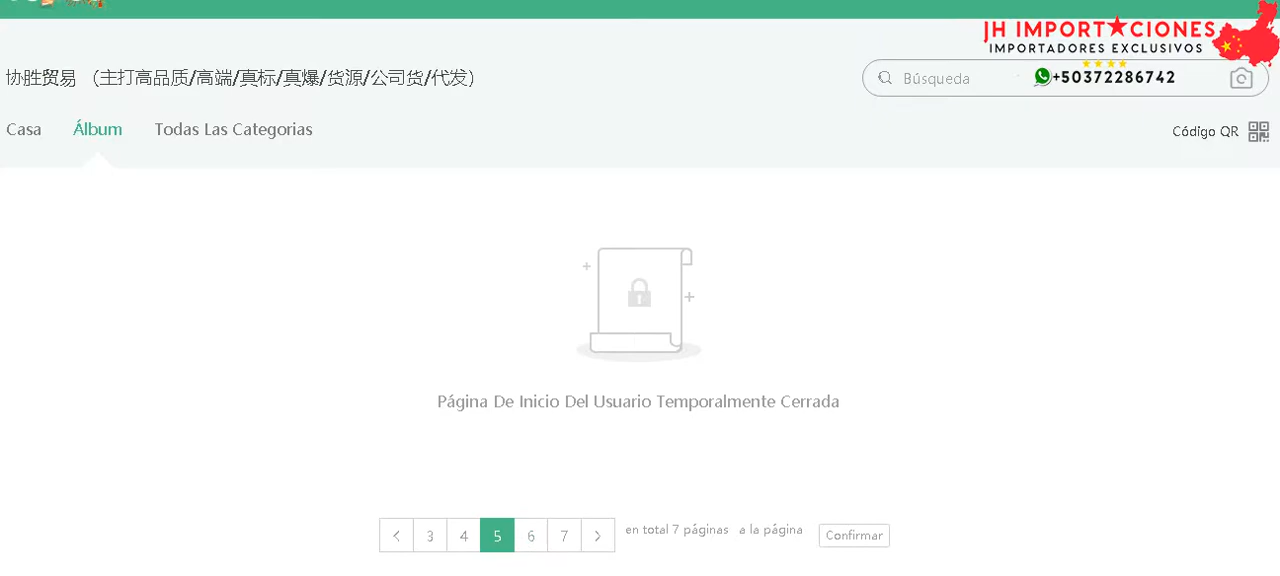 JH IMPORT★CIONES
IMPORTADORES EXCLUSIVOS
协胜贸易 （主打高品质/高端/真标/真爆/货源/公司货/代发）
Búsqueda
+50372286742
Casa
Álbum
Todas Las Categorias
Código QR
Página De Inicio Del Usuario Temporalmente Cerrada
3 4 5 6 7
en total 7 páginas
a la página
Confirmar